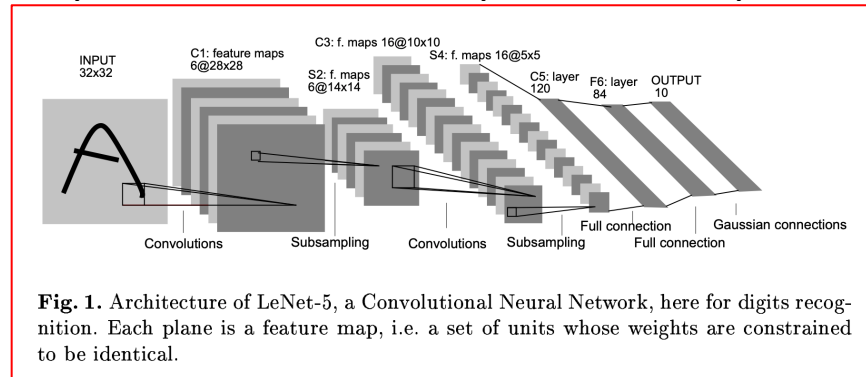 INPUT
32x32
C1: feature maps
6@28x28
S2: f. maps
6@14x14
C3: f. maps 16@10x10
S4: f. maps 16@5x5
C5: layer
120
F6: layer
84
OUTPUT
10
Convolutions
Subsampling
Convolutions
Subsampling
Full connection
Full connection
Gaussian connections
Fig. 1. Architecture of LeNet-5, a Convolutional Neural Network, here for digits recog-
nition. Each plane is a feature map, i.e. a set of units whose weights are constrained
to be identical.